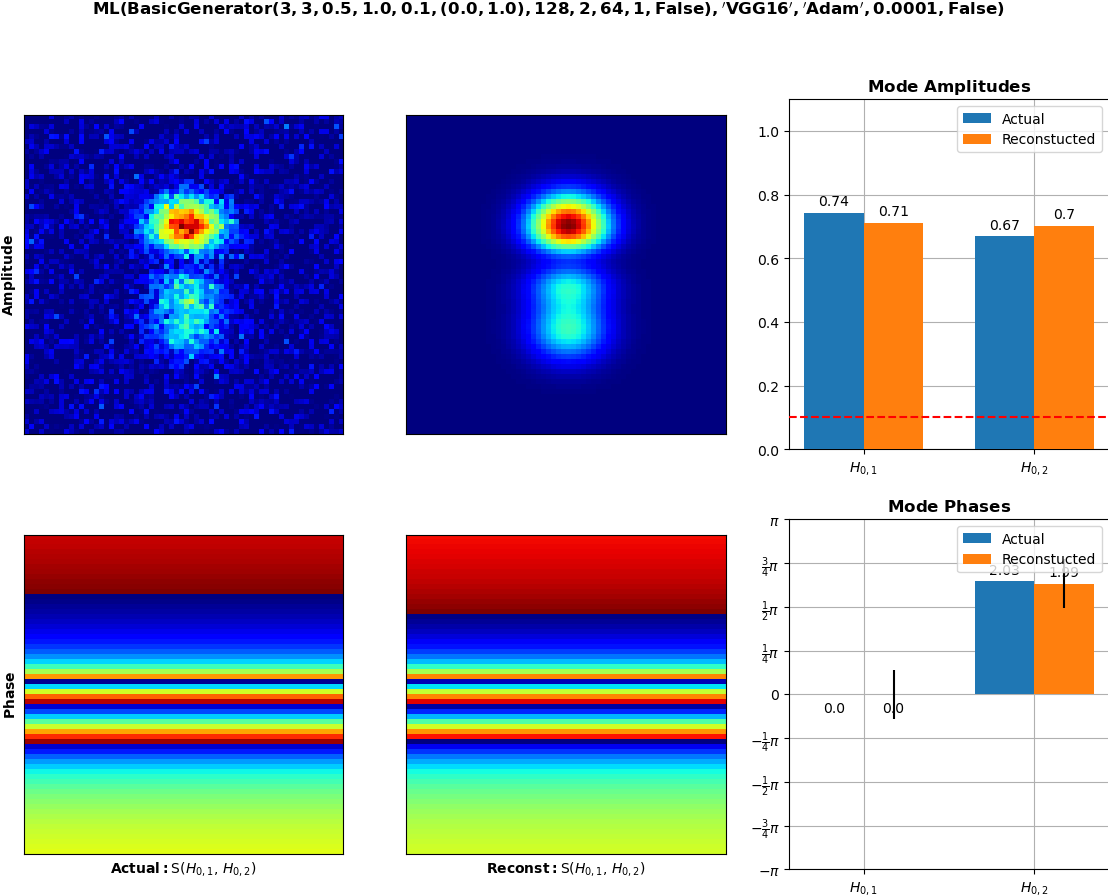 ML(BasicGenerator(3, 3, 0.5, 1.0, 0.1, (0.0, 1.0), 128, 2, 64, 1, False), ′VGG16′, ′Adam′, 0.0001, False)
Amplitude
Mode Amplitudes
Actual
Reconstucted
1.0
0.8
0.6
0.4
0.2
0.0
0.74
0.71
0.67
0.7
H0,1
H0,2
Phase
Actual: S(H0,1, H0,2)
Reconst: S(H0,1, H0,2)
Mode Phases
Actual
Reconstucted
π
3/4π
1/2π
1/4π
0
−1/4π
−1/2π
−3/4π
−π
0.0
0.0
2.03
1.99
H0,1
H0,2